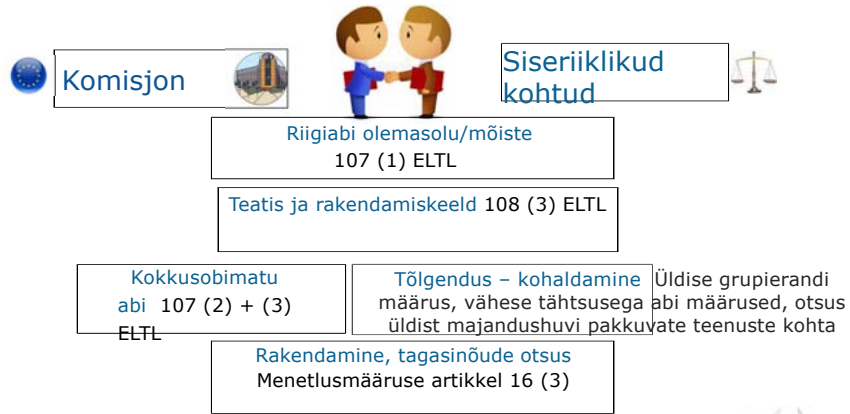 Komisjon
Siseriiklikud
kohtud
Riigiabi olemasolu/mõiste
107 (1) ELTL
Teatis ja rakendamiskeeld 108 (3) ELTL
Kokkusobimatu
abi 107 (2) + (3)
ELTL
Tõlgendus – kohaldamine Üldise grupierandi
määrus, vähese tähtsusega abi määrused, otsus
üldist majandushuvi pakkuvate teenuste kohta
Rakendamine, tagasinõude otsus
Menetlusmääruse artikkel 16 (3)